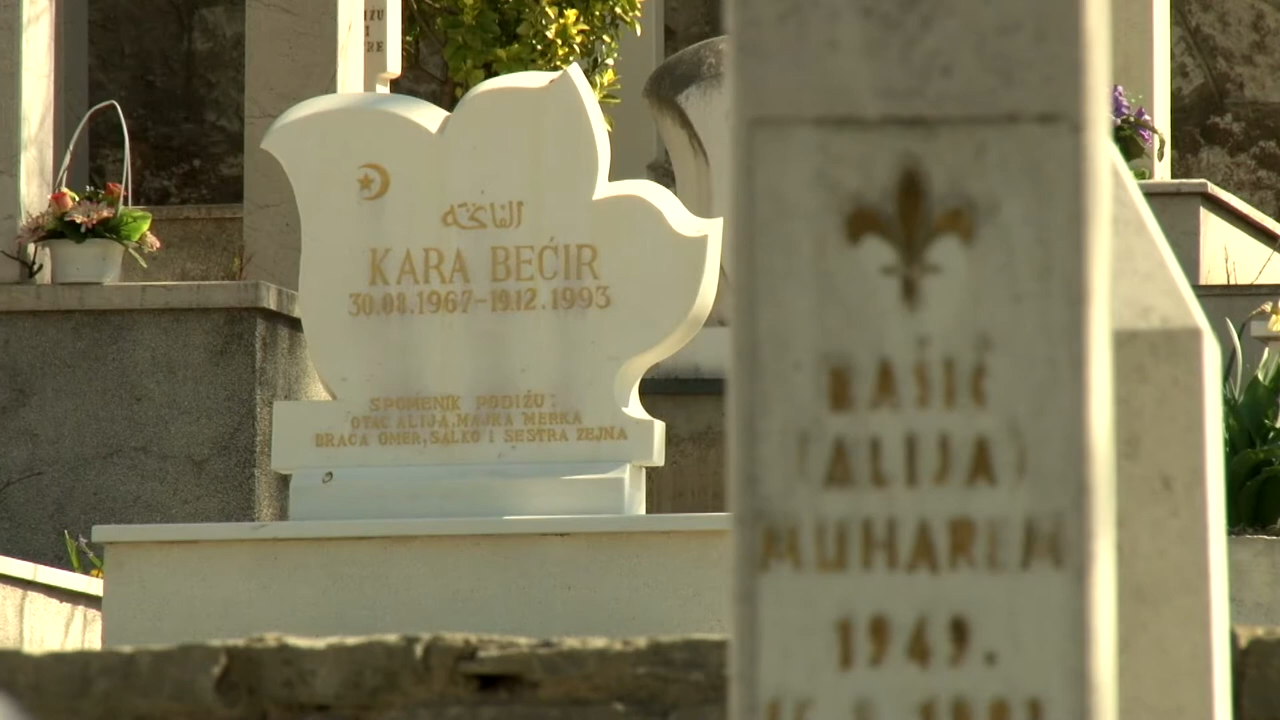 الفاتحة
KARA BEĆIR
30.08.1967-19.12.1993
SPOMENIK PODIŽU:
OTAC ALIJA, MAJKA MERKA
BRAĆA OMER, SALKO I SESTRA ZEJNA
(ALIJA)
MUHAREM
1949.